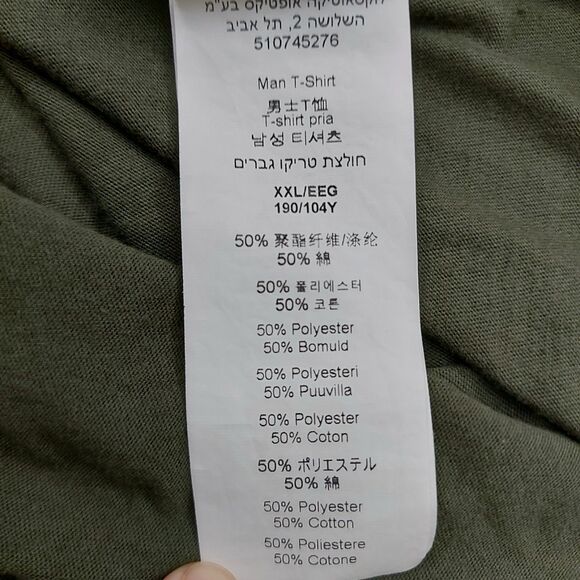 לוקסאוטיקה אופטיקס בע"מ
השלושה 2, תל אביב
510745276
Man T-Shirt
男士T恤
T-shirt pria
남성 티셔츠
חולצת טריקו גברים
XXL/EEG
190/104Y
50% 聚酯纤维/涤纶
50% 綿
50% 폴리에스터
50% 코튼
50% Polyester
50% Bomuld
50% Polyesteri
50% Puuvilla
50% Polyester
50% Coton
50% ポリエステル
50% 綿
50% Polyester
50% Cotton
50% Poliestere
50% Cotone